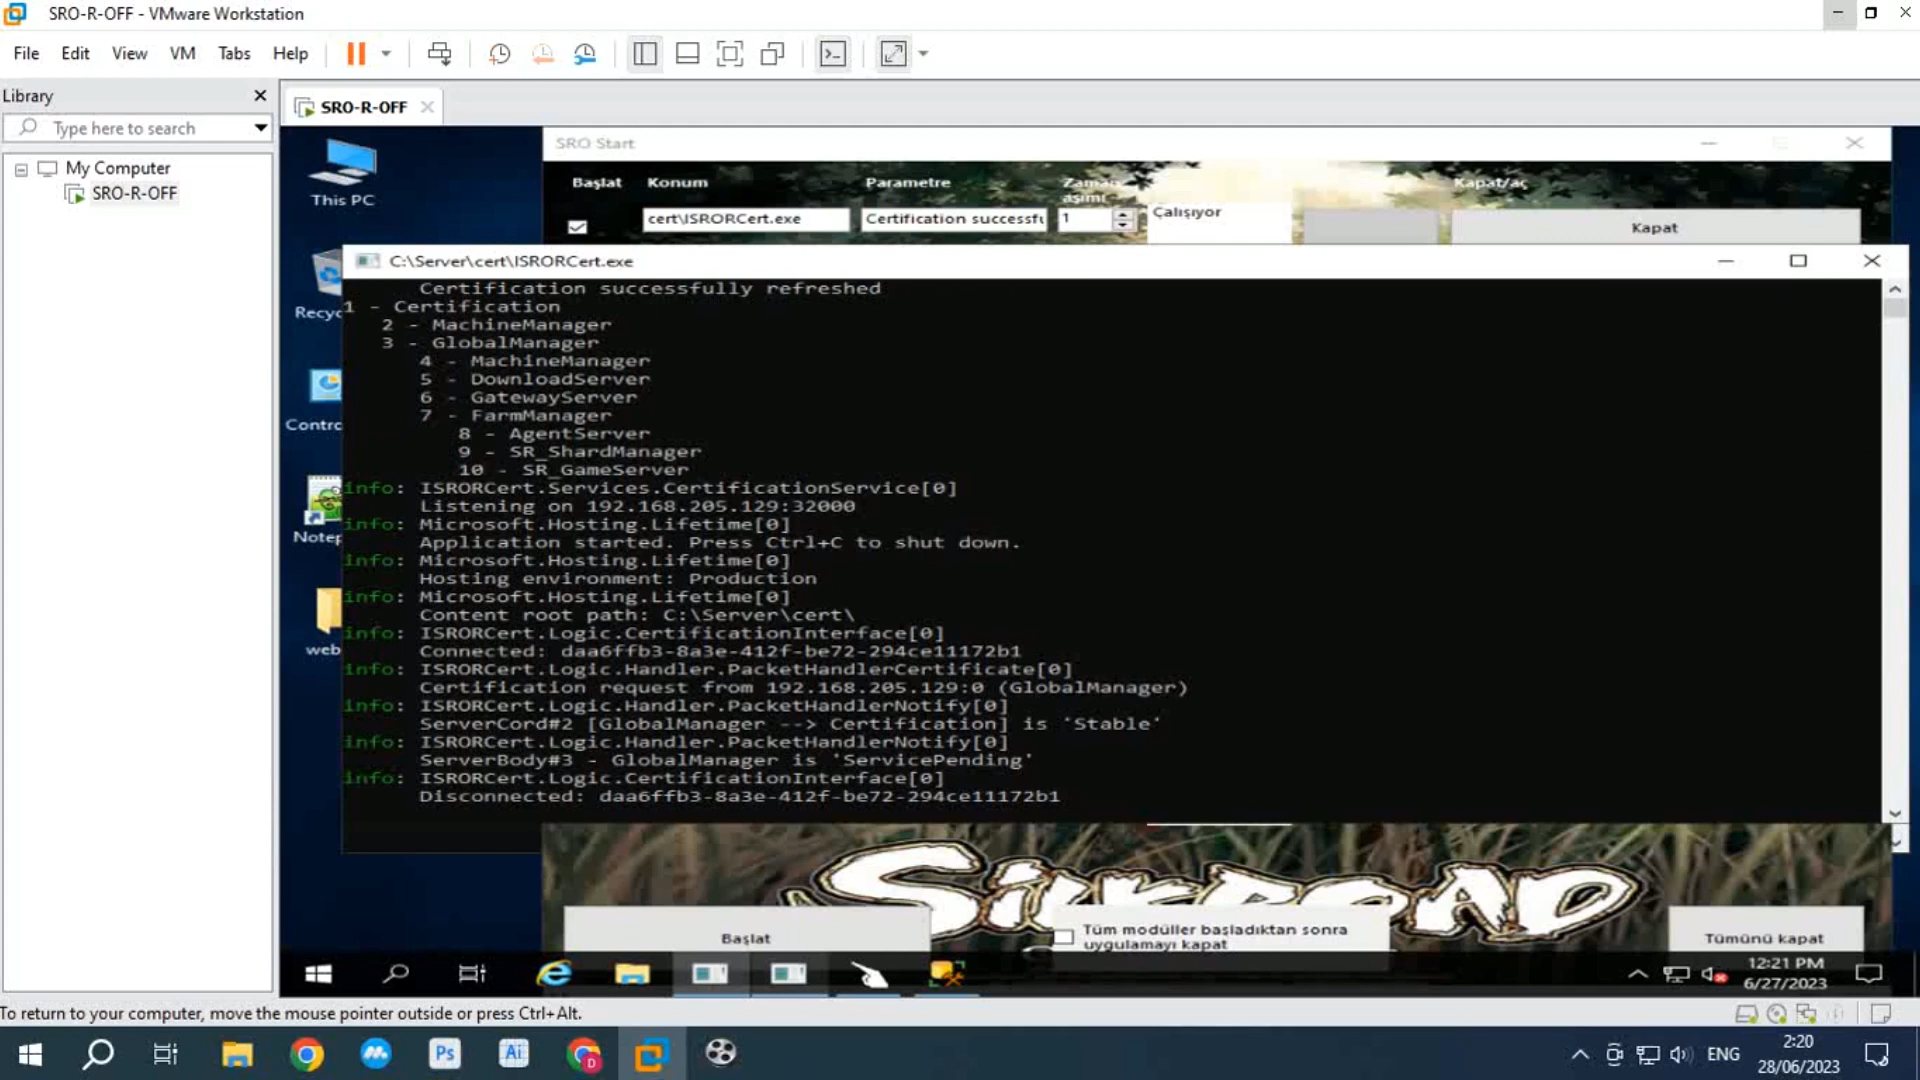 SRO-R-OFF - VMware Workstation
File Edit View VM Tabs Help
Library
Type here to search
My Computer
SRO-R-OFF
SRO-R-OFF
This PC
SRO Start
Başlat Konum Parametre Zaman aşımı Kapat/aç
cert\ISRORCert.exe Certification successfu 1 Çalışıyor Kapat
Recyc
Contro
Notep
web
C:\Server\cert\ISRORCert.exe
Certification successfully refreshed
1 - Certification
2 - MachineManager
3 - GlobalManager
4 - MachineManager
5 - DownloadServer
6 - GatewayServer
7 - FarmManager
8 - AgentServer
9 - SR_ShardManager
10 - SR_GameServer
info: ISRORCert.Services.CertificationService[0]
Listening on 192.168.205.129:32000
info: Microsoft.Hosting.Lifetime[0]
Application started. Press Ctrl+C to shut down.
info: Microsoft.Hosting.Lifetime[0]
Hosting environment: Production
info: Microsoft.Hosting.Lifetime[0]
Content root path: C:\Server\cert\
info: ISRORCert.Logic.CertificationInterface[0]
Connected: daa6ffb3-8a3e-412f-be72-294ce11172b1
info: ISRORCert.Logic.Handler.PacketHandlerCertificate[0]
Certification request from 192.168.205.129:0 (GlobalManager)
info: ISRORCert.Logic.Handler.PacketHandlerNotify[0]
ServerCord#2 [GlobalManager --> Certification] is 'Stable'
info: ISRORCert.Logic.Handler.PacketHandlerNotify[0]
ServerBody#3 - GlobalManager is 'ServicePending'
info: ISRORCert.Logic.CertificationInterface[0]
Disconnected: daa6ffb3-8a3e-412f-be72-294ce11172b1
SilkroaD
Başlat
Tüm modüller başladıktan sonra
uygulamayı kapat
Tümünü kapat
12:21 PM
6/27/2023
To return to your computer, move the mouse pointer outside or press Ctrl+Alt.
Ps Ai D
ENG
2:20
28/06/2023